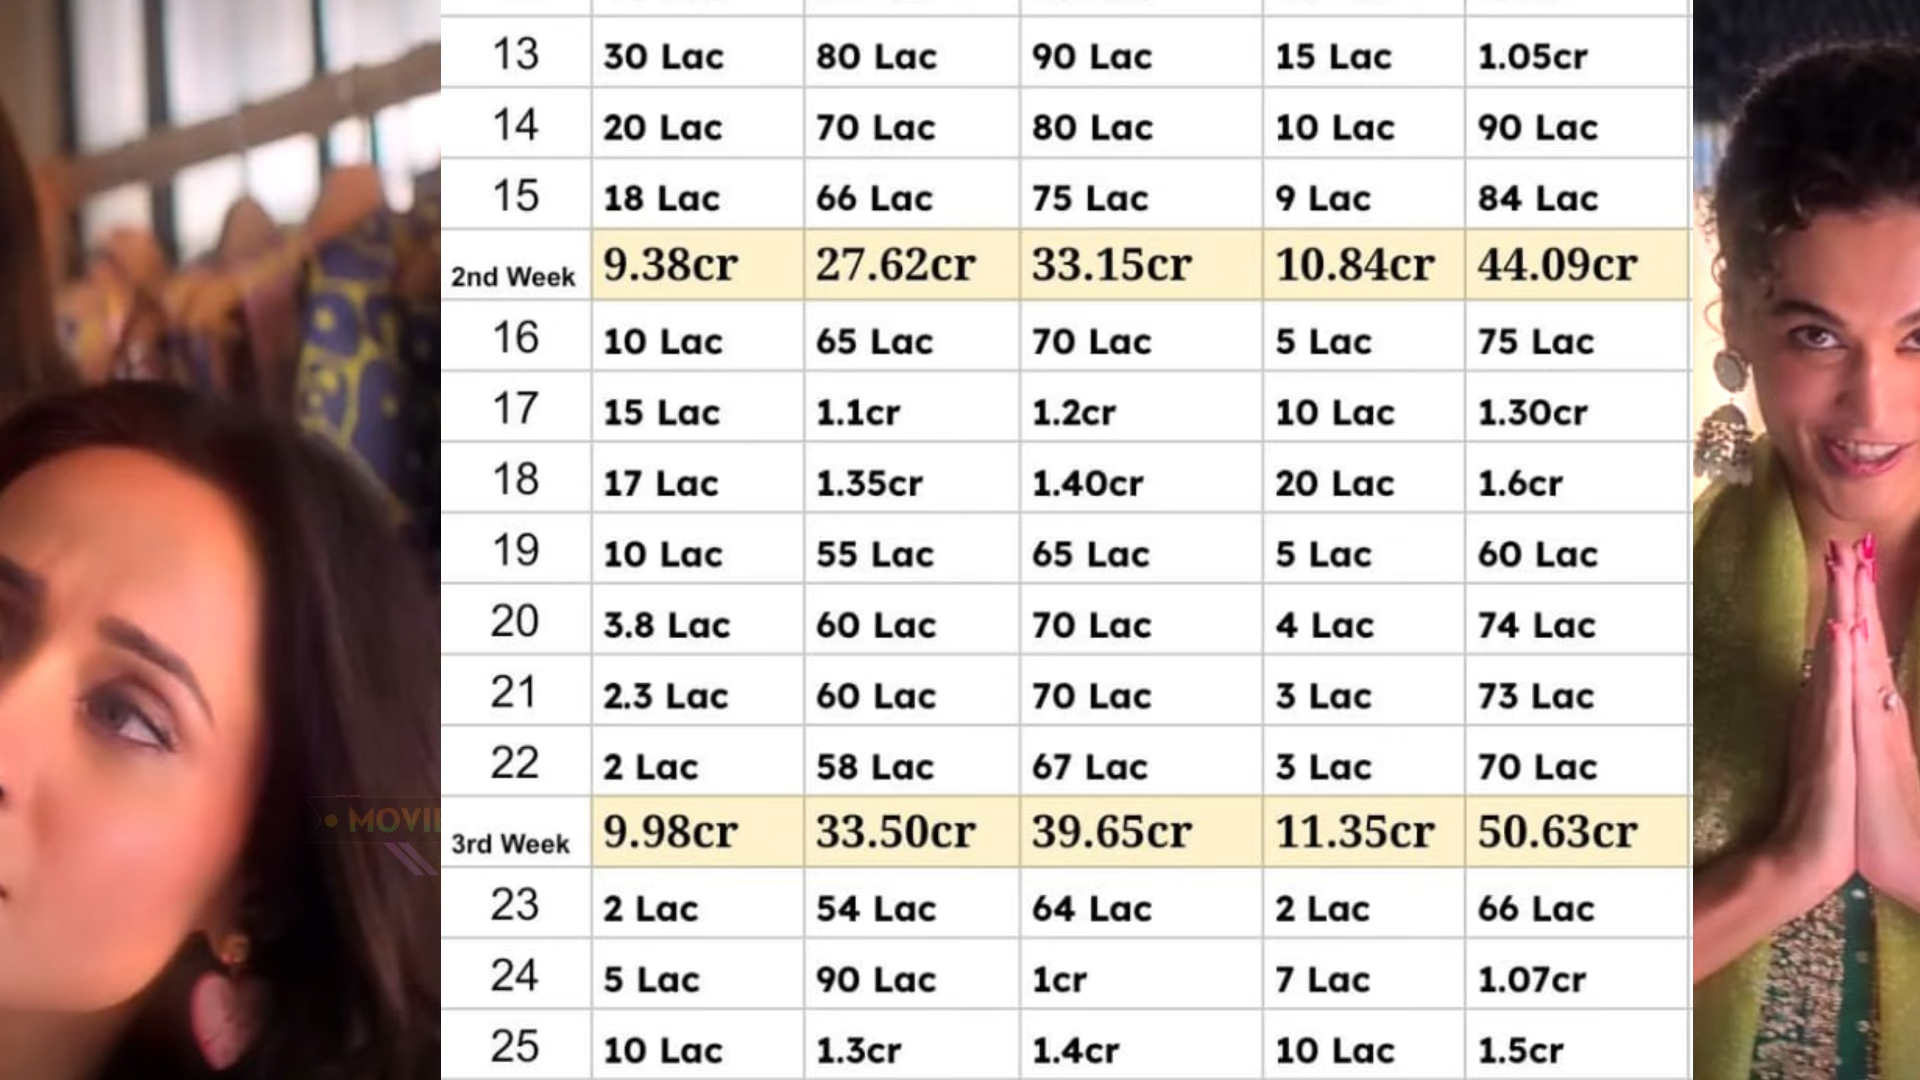 13 30 Lac 80 Lac 90 Lac 15 Lac 1.05cr
14 20 Lac 70 Lac 80 Lac 10 Lac 90 Lac
15 18 Lac 66 Lac 75 Lac 9 Lac 84 Lac
2nd Week 9.38cr 27.62cr 33.15cr 10.84cr 44.09cr
16 10 Lac 65 Lac 70 Lac 5 Lac 75 Lac
17 15 Lac 1.1cr 1.2cr 10 Lac 1.30cr
18 17 Lac 1.35cr 1.40cr 20 Lac 1.6cr
19 10 Lac 55 Lac 65 Lac 5 Lac 60 Lac
20 3.8 Lac 60 Lac 70 Lac 4 Lac 74 Lac
21 2.3 Lac 60 Lac 70 Lac 3 Lac 73 Lac
22 2 Lac 58 Lac 67 Lac 3 Lac 70 Lac
3rd Week 9.98cr 33.50cr 39.65cr 11.35cr 50.63cr
23 2 Lac 54 Lac 64 Lac 2 Lac 66 Lac
24 5 Lac 90 Lac 1cr 7 Lac 1.07cr
25 10 Lac 1.3cr 1.4cr 10 Lac 1.5cr